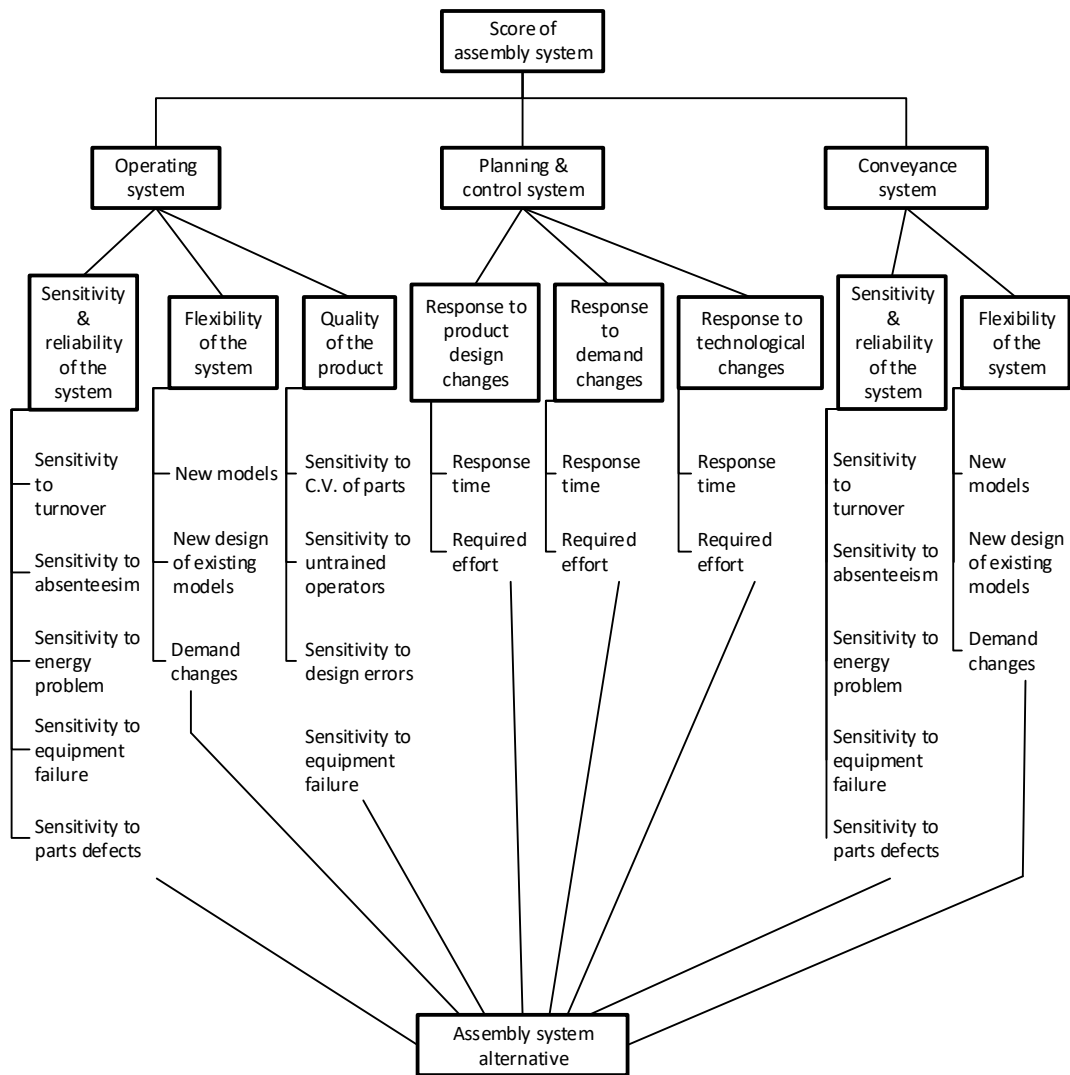 Score of
assembly system
Operating
system
Planning &
control system
Conveyance
system
Sensitivity
&
reliability
of the
system
Flexibility
of the
system
Quality
of the
product
Response to
product
design
changes
Response
to
demand
changes
Response to
technological
changes
Sensitivity
&
reliability
of the
system
Flexibility
of the
system
Sensitivity
to
turnover
Sensitivity to
absenteesim
Sensitivity to
energy
problem
Sensitivity to
equipment
failure
Sensitivity to
parts defects
New models
New design
of existing
models
Demand
changes
Sensitivity to
C.V. of parts
Sensitivity to
untrained
operators
Sensitivity to
design errors
Sensitivity to
equipment
failure
Response
time
Required
effort
Response
time
Required
effort
Response
time
Required
effort
Sensitivity
to
turnover
Sensitivity to
absenteeism
Sensitivity to
energy
problem
Sensitivity to
equipment
failure
Sensitivity to
parts defects
New
models
New design
of existing
models
Demand
changes
Assembly system
alternative